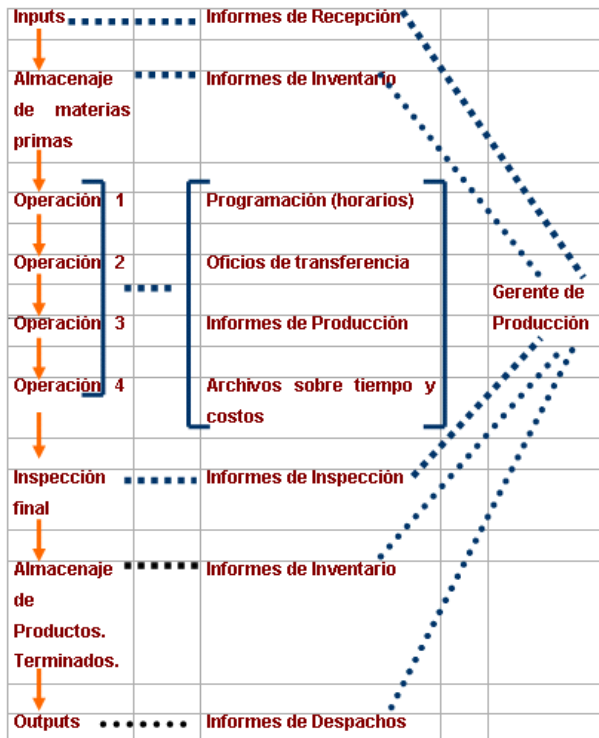 Inputs Informes de Recepción
Almacenaje Informes de Inventario
de materias
primas
Operación 1 Programación (horarios)
Operación 2 Oficios de transferencia
Gerente de
Operación 3 Informes de Producción Producción
Operación 4 Archivos sobre tiempo y
costos
Inspección Informes de Inspección
final
Almacenaje Informes de Inventario
de
Productos.
Terminados.
Outputs Informes de Despachos